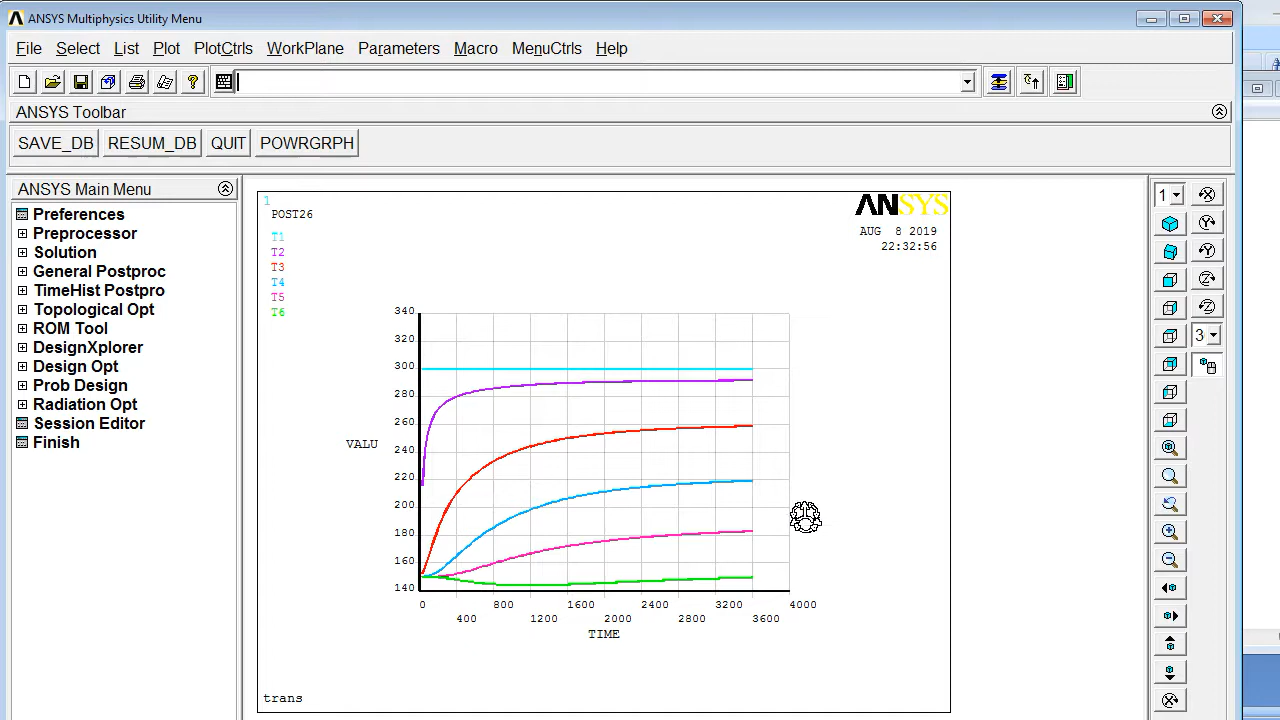 ANSYS Multiphysics Utility Menu
File Select List Plot PlotCtrls WorkPlane Parameters Macro MenuCtrls Help
ANSYS Toolbar
SAVE_DB RESUM_DB QUIT POWRGRPH
ANSYS Main Menu
Preferences
Preprocessor
Solution
General Postproc
TimeHist Postpro
Topological Opt
ROM Tool
DesignXplorer
Design Opt
Prob Design
Radiation Opt
Session Editor
Finish
1
POST26
ANSYS
AUG 8 2019
22:32:56
T1
T2
T3
T4
T5
T6
340
320
300
280
260
240
220
200
180
160
140
VALU
0 800 1600 2400 3200 4000
400 1200 2000 2800 3600
TIME
trans
1
3